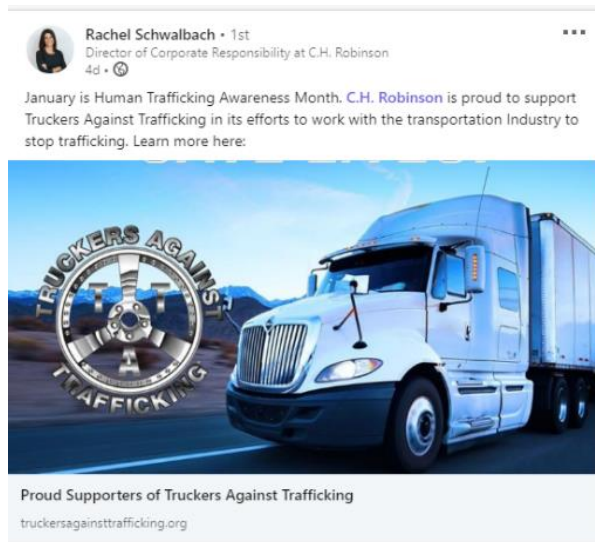 Rachel Schwalbach • 1st
Director of Corporate Responsibility at C.H. Robinson
4d •
January is Human Trafficking Awareness Month. C.H. Robinson is proud to support
Truckers Against Trafficking in its efforts to work with the transportation Industry to
stop trafficking. Learn more here:
TRUCKERS AGAINST
T T
A
TRAFFICKING
Proud Supporters of Truckers Against Trafficking
truckersagainsttrafficking.org